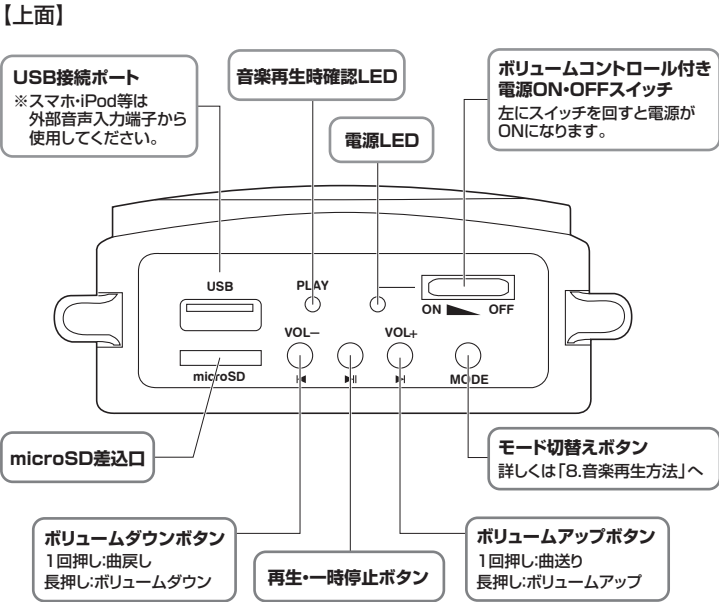 【上面】
USB接続ポート
※スマホ・iPod等は
外部音声入力端子から
使用してください。
音楽再生時確認LED
電源LED
ボリュームコントロール付き
電源ON・OFFスイッチ
左にスイッチを回すと電源が
ONになります。
USB
PLAY
ON OFF
VOL−
VOL+
microSD
MODE
microSD差込口
モード切替えボタン
詳しくは「8.音楽再生方法」へ
ボリュームダウンボタン
1回押し:曲戻し
長押し:ボリュームダウン
再生・一時停止ボタン
ボリュームアップボタン
1回押し:曲送り
長押し:ボリュームアップ